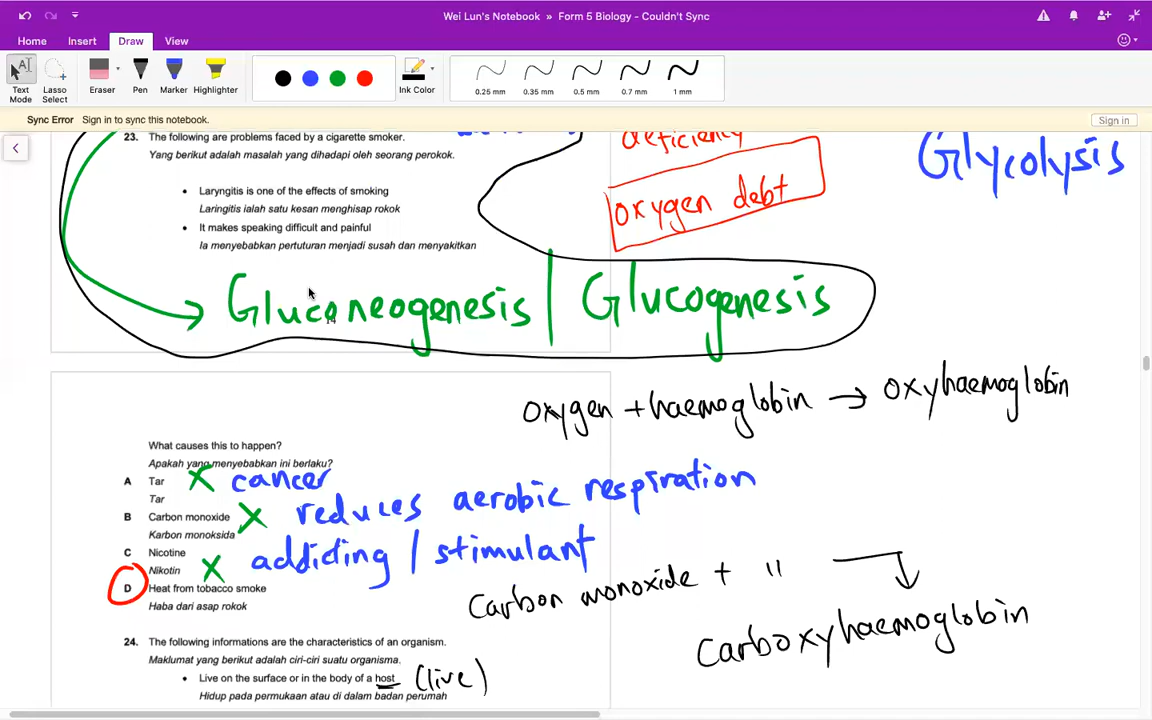 Wei Lun's Notebook » Form 5 Biology - Couldn't Sync
Home Insert Draw View
Text Mode
Lasso Select
Eraser
Pen
Marker
Highlighter
Ink Color
0.25 mm 0.35 mm 0.5 mm 0.7 mm 1 mm
Sync Error Sign in to sync this notebook.
Sign in
23. The following are problems faced by a cigarette smoker.
Yang berikut adalah masalah yang dihadapi oleh seorang perokok.
deficiency
Glycolysis
• Laryngitis is one of the effects of smoking
Laringitis ialah satu kesan menghisap rokok
oxygen debt
• It makes speaking difficult and painful
Ia menyebabkan pertuturan menjadi susah dan menyakitkan
Gluconeogenesis | Glucogenesis
14
oxygen + haemoglobin → oxyhaemoglobin
What causes this to happen?
Apakah yang menyebabkan ini berlaku?
A Tar X cancer
Tar
B Carbon monoxide X reduces aerobic respiration
Karbon monoksida
C Nicotine X addicting / stimulant
Nikotin
D Heat from tobacco smoke
Haba dari asap rokok
Carbon monoxide + " →
Carboxyhaemoglobin
24. The following informations are the characteristics of an organism.
Maklumat yang berikut adalah ciri-ciri suatu organisma.
• Live on the surface or in the body of a host (live)
Hidup pada permukaan atau di dalam badan perumah